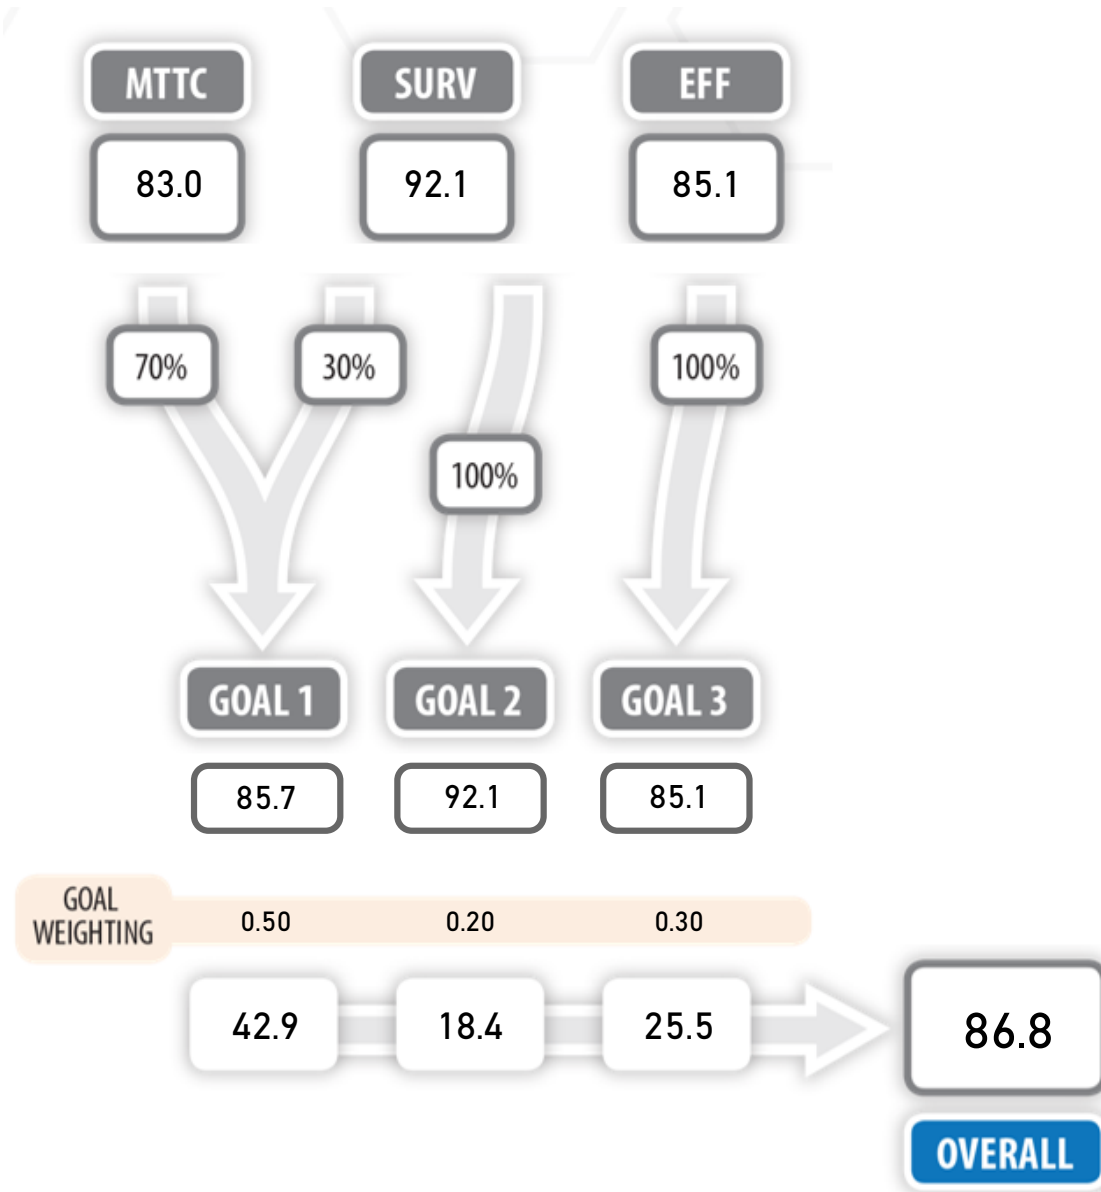 MTTC
SURV
EFF
83.0
92.1
85.1
70%
30%
100%
100%
GOAL 1
GOAL 2
GOAL 3
85.7
92.1
85.1
GOAL
WEIGHTING
0.50
0.20
0.30
42.9
18.4
25.5
86.8
OVERALL